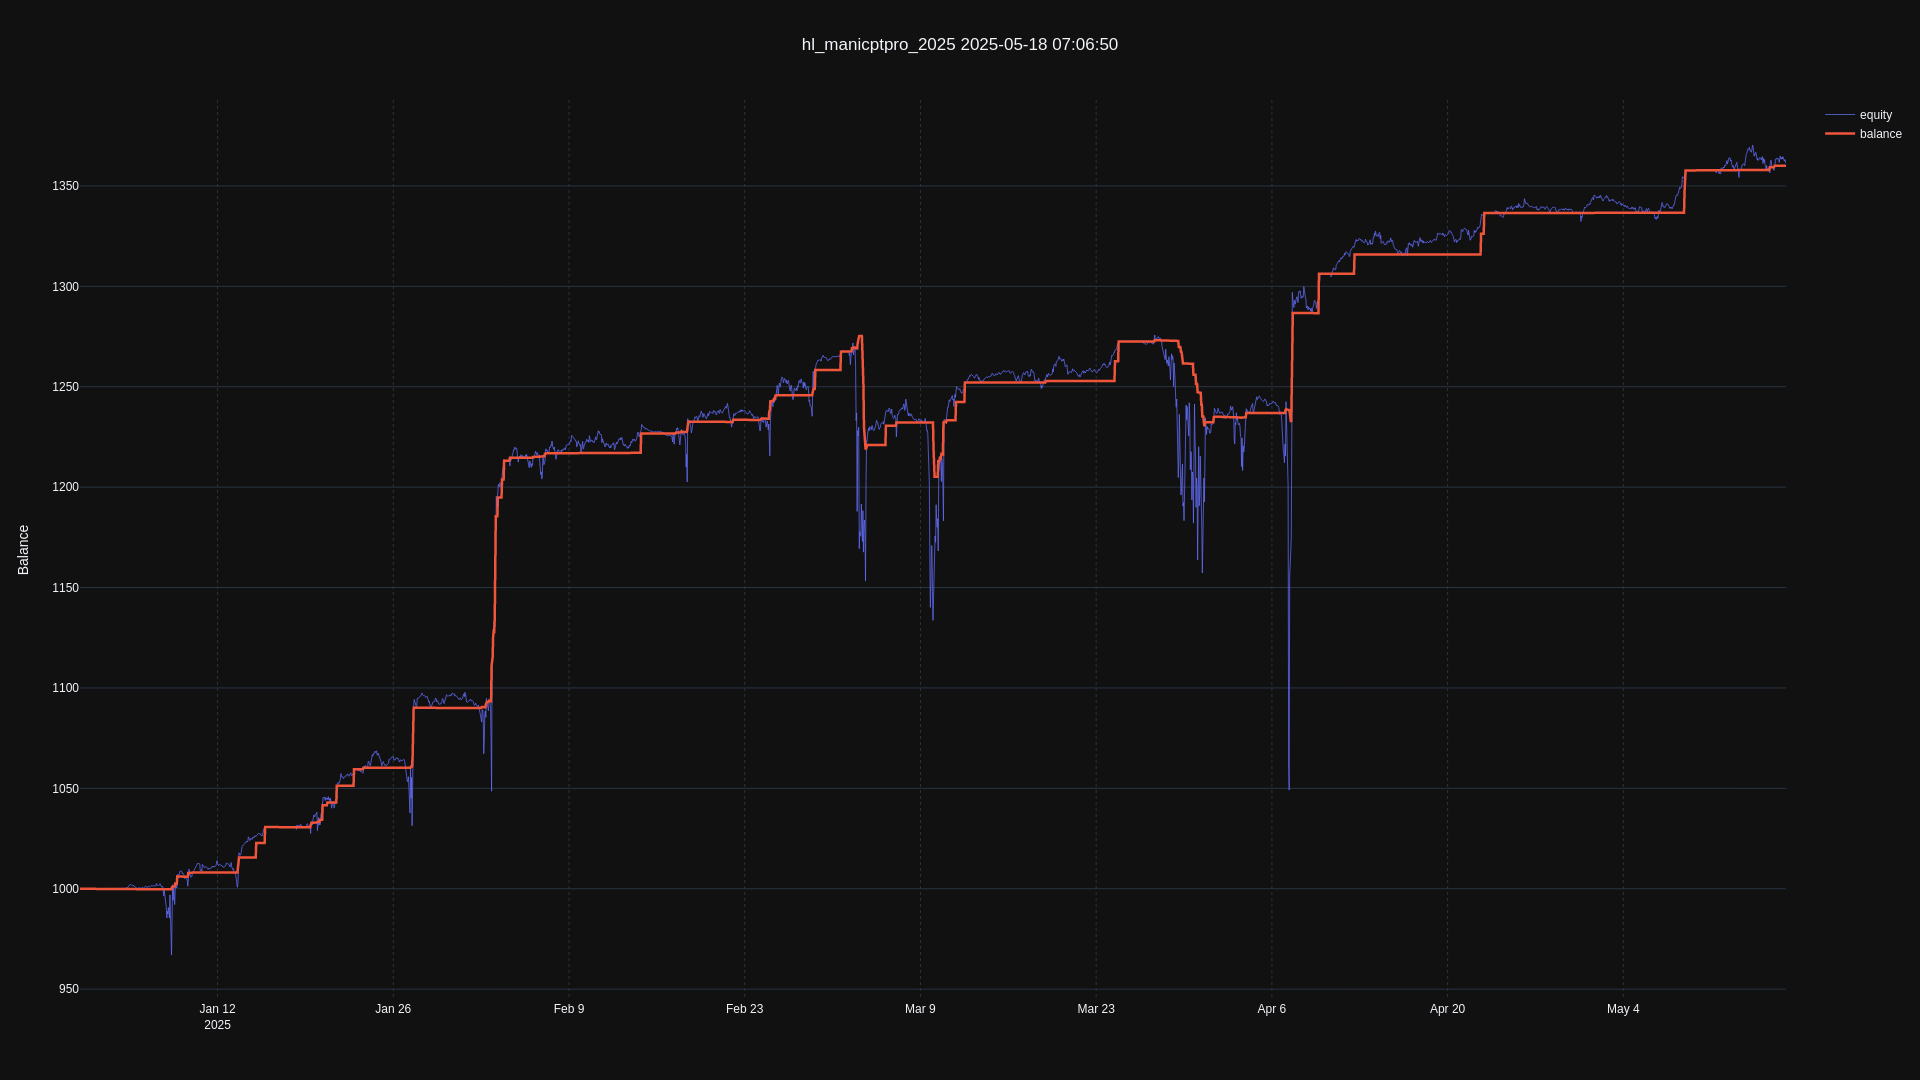 hl_manicptpro_2025 2025-05-18 07:06:50
equity
balance
Balance
1350
1300
1250
1200
1150
1100
1050
1000
950
Jan 12
2025
Jan 26
Feb 9
Feb 23
Mar 9
Mar 23
Apr 6
Apr 20
May 4